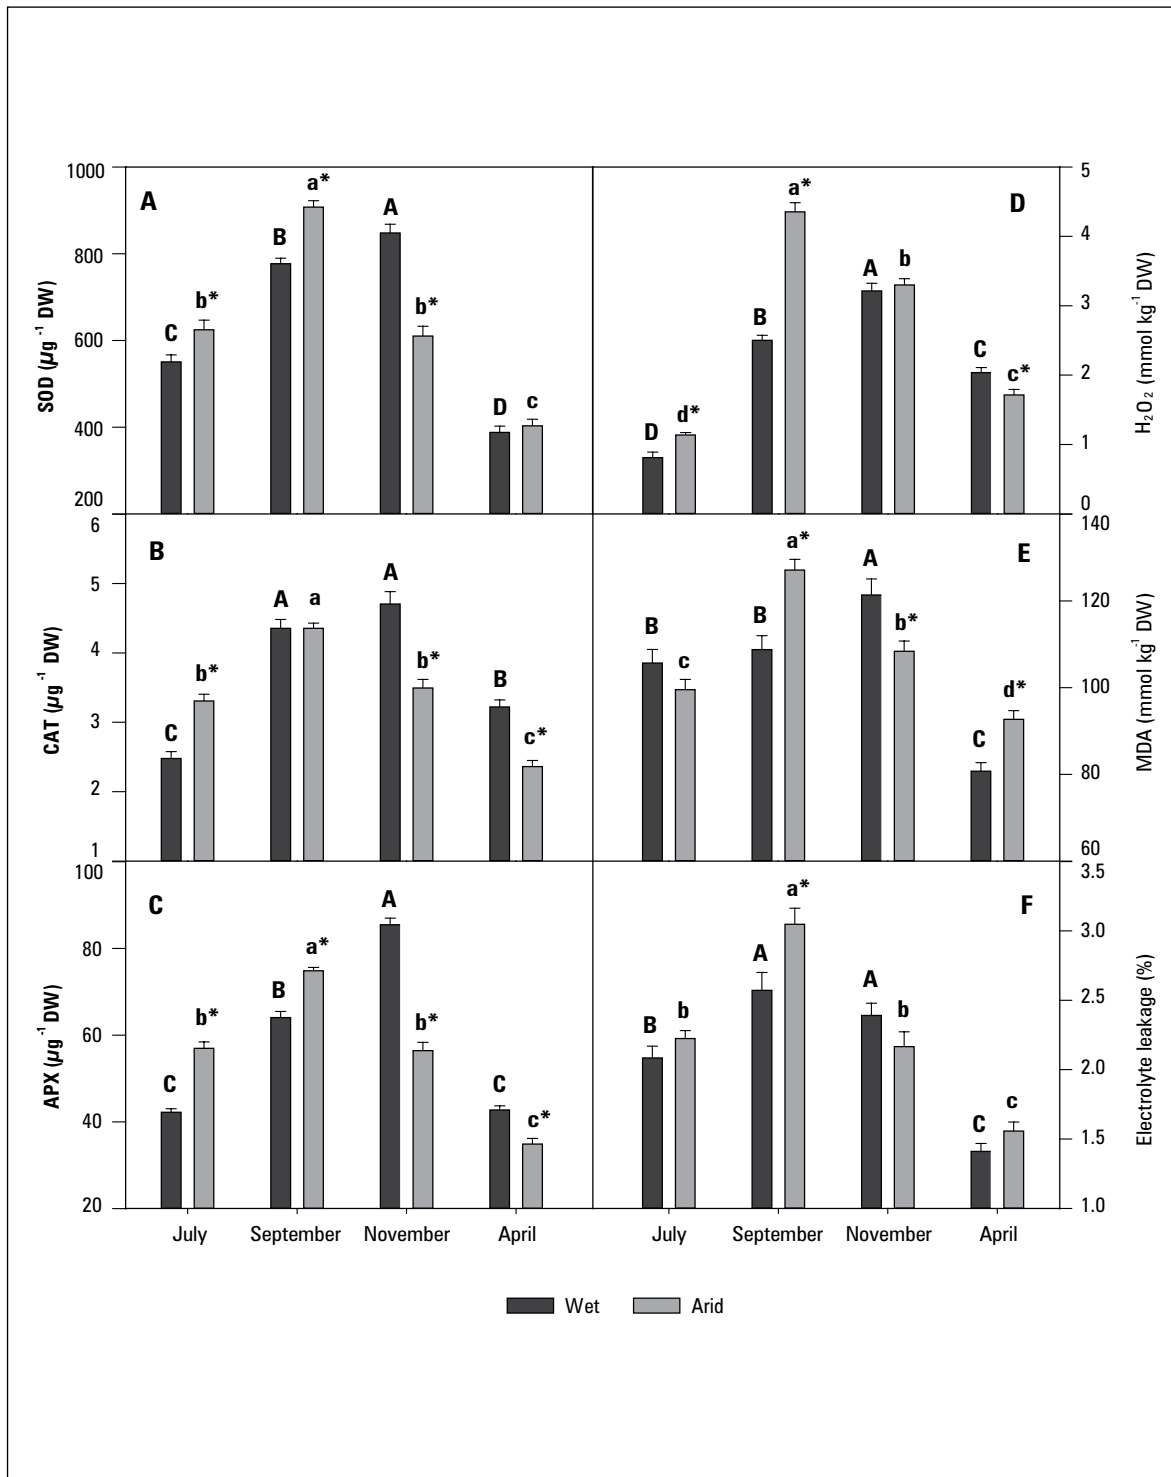 1000
800
600
400
200
SOD (µg⁻¹ DW)
A
C
b*
B
a*
A
b*
D
c
5
4
3
2
1
0
H₂O₂ (mmol kg⁻¹ DW)
D
D
d*
B
a*
A
b
C
c*
6
5
4
3
2
1
CAT (µg⁻¹ DW)
B
C
b*
A
a
A
b*
B
c*
140
120
100
80
60
MDA (mmol kg⁻¹ DW)
E
B
c
B
a*
A
b*
C
d*
100
80
60
40
20
APX (µg⁻¹ DW)
C
C
b*
B
a*
A
b*
C
c*
3.5
3.0
2.5
2.0
1.5
1.0
Electrolyte leakage (%)
F
B
b
A
a*
A
b
C
c
July September November April
July September November April
Wet Arid